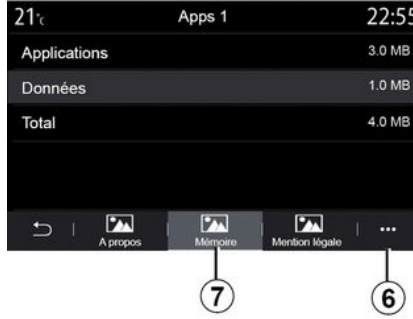 21°c Apps 1 22:55
Applications 3.0 MB
Données 1.0 MB
Total 4.0 MB
A propos Mémoire Mention légale ...
7 6